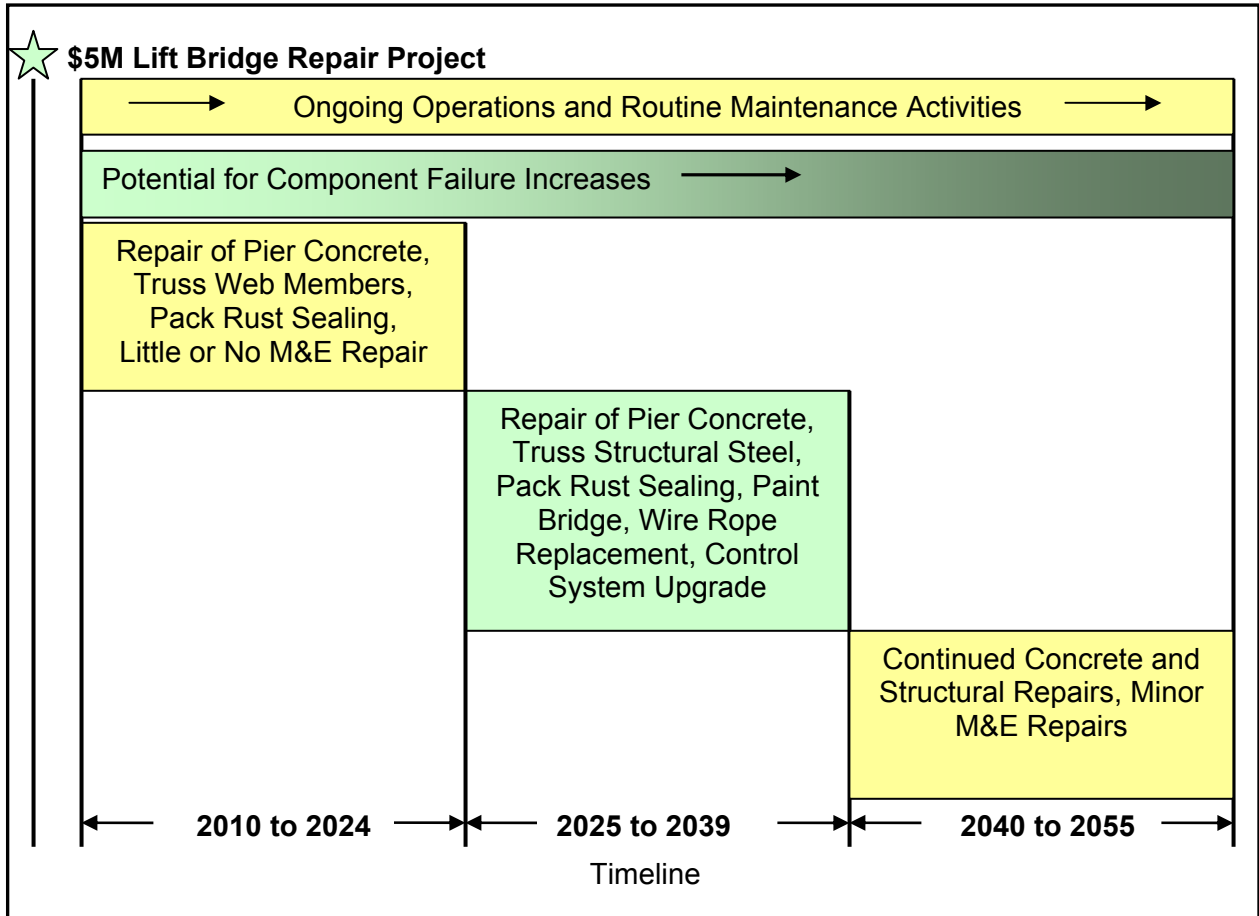 $5M Lift Bridge Repair Project
Ongoing Operations and Routine Maintenance Activities
Potential for Component Failure Increases
Repair of Pier Concrete,
Truss Web Members,
Pack Rust Sealing,
Little or No M&E Repair
Repair of Pier Concrete,
Truss Structural Steel,
Pack Rust Sealing, Paint
Bridge, Wire Rope
Replacement, Control
System Upgrade
Continued Concrete and
Structural Repairs, Minor
M&E Repairs
2010 to 2024
2025 to 2039
2040 to 2055
Timeline